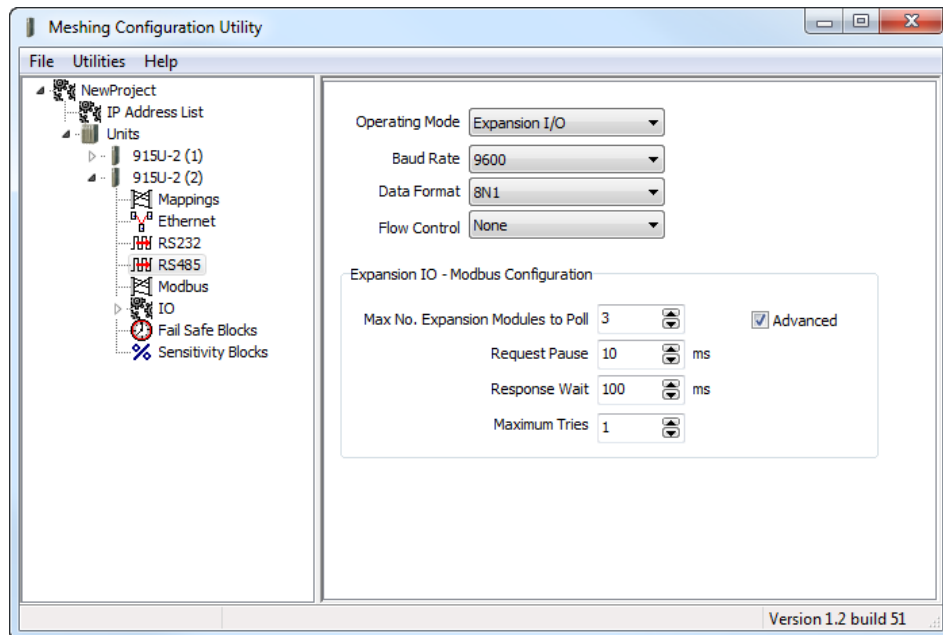 Meshing Configuration Utility
File Utilities Help
NewProject
IP Address List
Units
915U-2 (1)
915U-2 (2)
Mappings
Ethernet
RS232
RS485
Modbus
IO
Fail Safe Blocks
Sensitivity Blocks
Operating Mode Expansion I/O
Baud Rate 9600
Data Format 8N1
Flow Control None
Expansion IO - Modbus Configuration
Max No. Expansion Modules to Poll 3 Advanced
Request Pause 10 ms
Response Wait 100 ms
Maximum Tries 1
Version 1.2 build 51